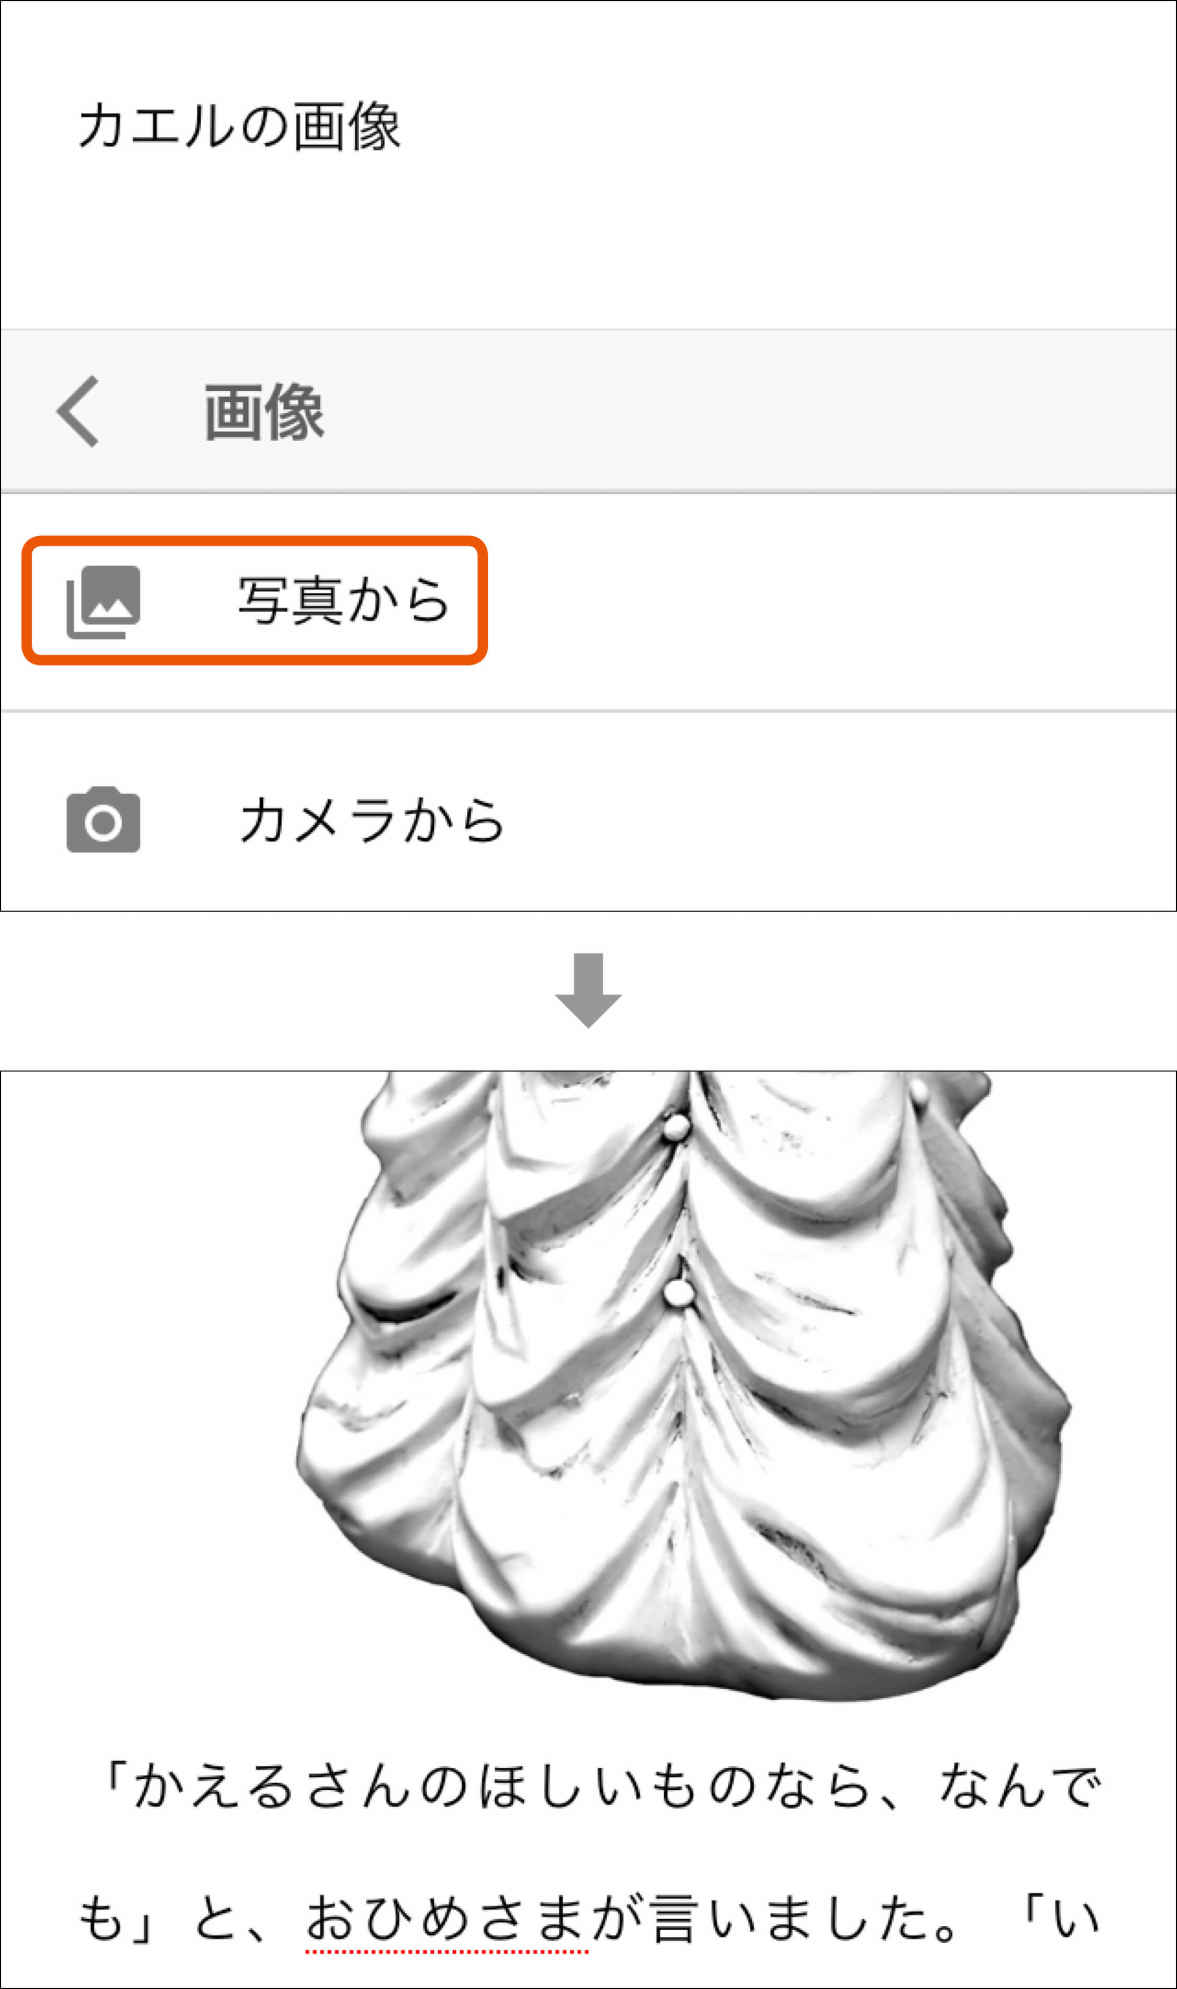 カエルの画像
画像
写真から
カメラから
「かえるさんのほしいものなら、なんで
も」と、おひめさまが言いました。「い